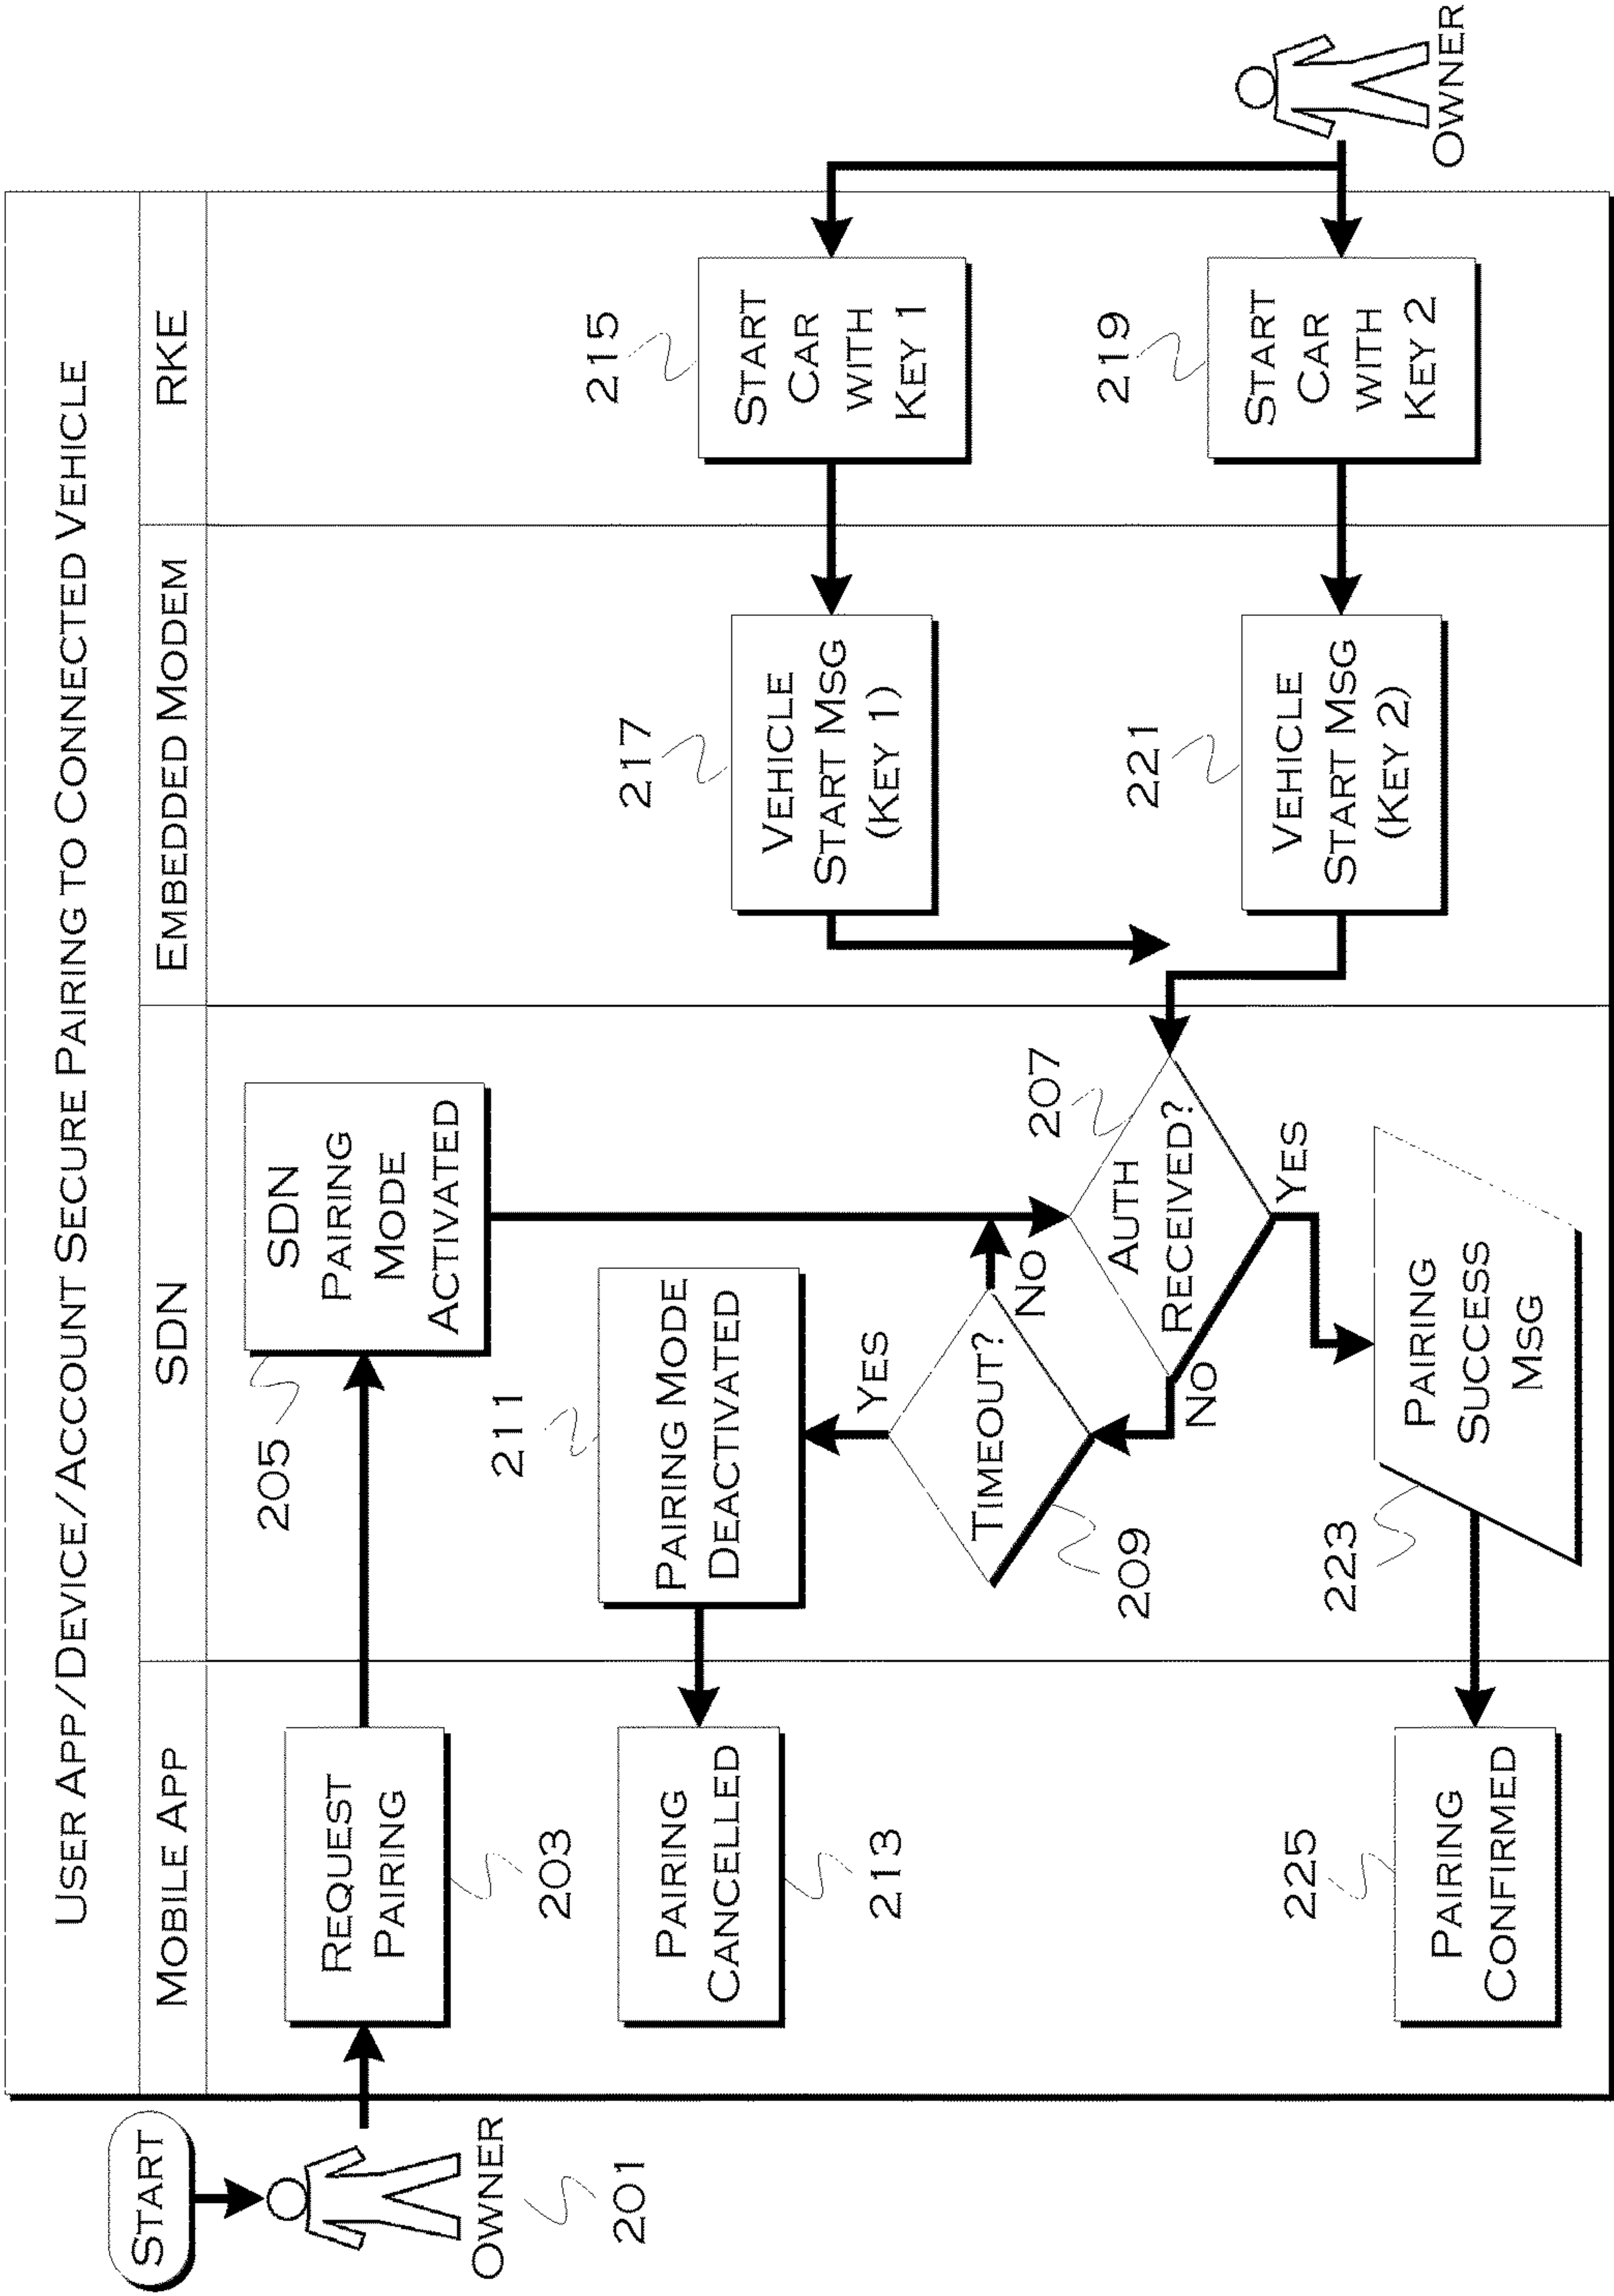 USER APP/DEVICE/ACCOUNT SECURE PAIRING TO CONNECTED VEHICLE
MOBILE APP
SDN
EMBEDDED MODEM
RKE
START
OWNER
201
REQUEST
PAIRING
203
205
SDN
PAIRING
MODE
ACTIVATED
PAIRING
CANCELLED
213
211
PAIRING MODE
DEACTIVATED
YES
TIMEOUT?
NO
209
207
AUTH
RECEIVED?
NO
YES
223
PAIRING
SUCCESS
MSG
225
PAIRING
CONFIRMED
217
VEHICLE
START MSG
(KEY 1)
221
VEHICLE
START MSG
(KEY 2)
215
START
CAR
WITH
KEY 1
219
START
CAR
WITH
KEY 2
OWNER